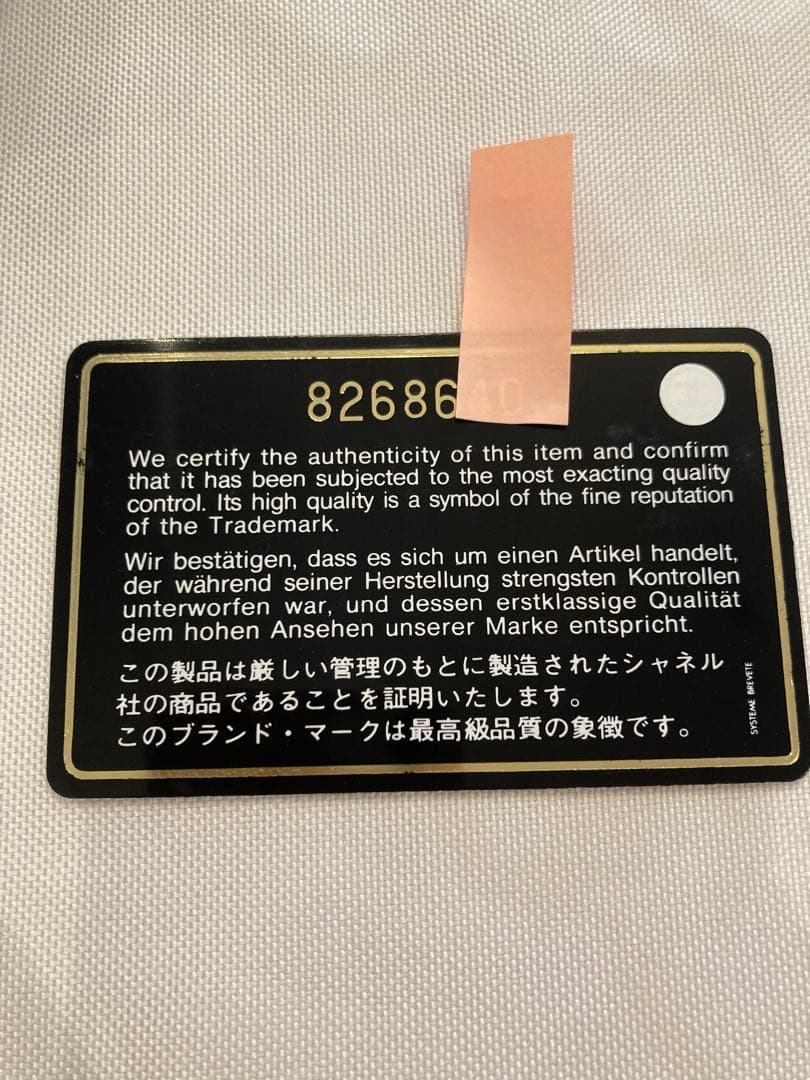 82686
We certify the authenticity of this item and confirm
that it has been subjected to the most exacting quality
control. Its high quality is a symbol of the fine reputation
of the Trademark.
Wir bestätigen, dass es sich um einen Artikel handelt,
der während seiner Herstellung strengsten Kontrollen
unterworfen war, und dessen erstklassige Qualität
dem hohen Ansehen unserer Marke entspricht.
この製品は厳しい管理のもとに製造されたシャネル
社の商品であることを証明いたします。
このブランド・マークは最高級品質の象徴です。
SYSTEME BREVETE